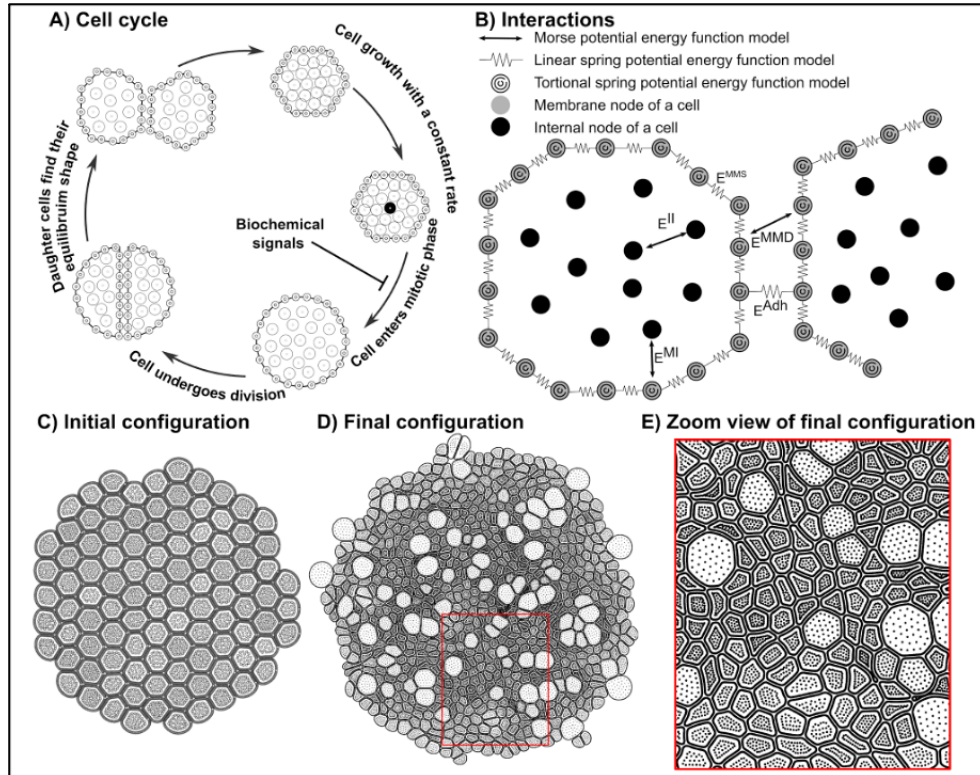 A) Cell cycle
Cell growth with a constant rate
Cell enters mitotic phase
Biochemical
signals
Cell undergoes division
Daughter cells find their
equilibruim shape
B) Interactions
Morse potential energy function model
Linear spring potential energy function model
Tortional spring potential energy function model
Membrane node of a cell
Internal node of a cell
E^MMS
E^II
E^MMD
E^Adh
E^MI
C) Initial configuration
D) Final configuration
E) Zoom view of final configuration